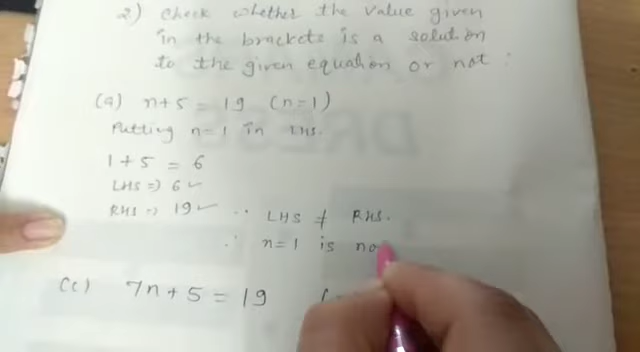 2) Check whether the value given
in the brackets is a solution
to the given equation or not :
(a) n+5 = 19 (n=1)
Putting n=1 in LHS.
1+5 = 6
LHS => 6 ✓
RHS => 19 ✓ ∵ LHS ≠ RHS.
∴ n=1 is no
(c) 7n+5 = 19 (
DRESS